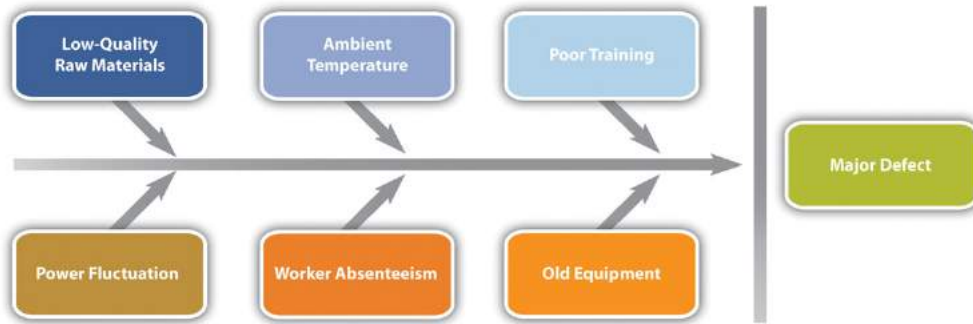 Low-Quality
Raw Materials
Ambient
Temperature
Poor Training
Major Defect
Power Fluctuation
Worker Absenteeism
Old Equipment